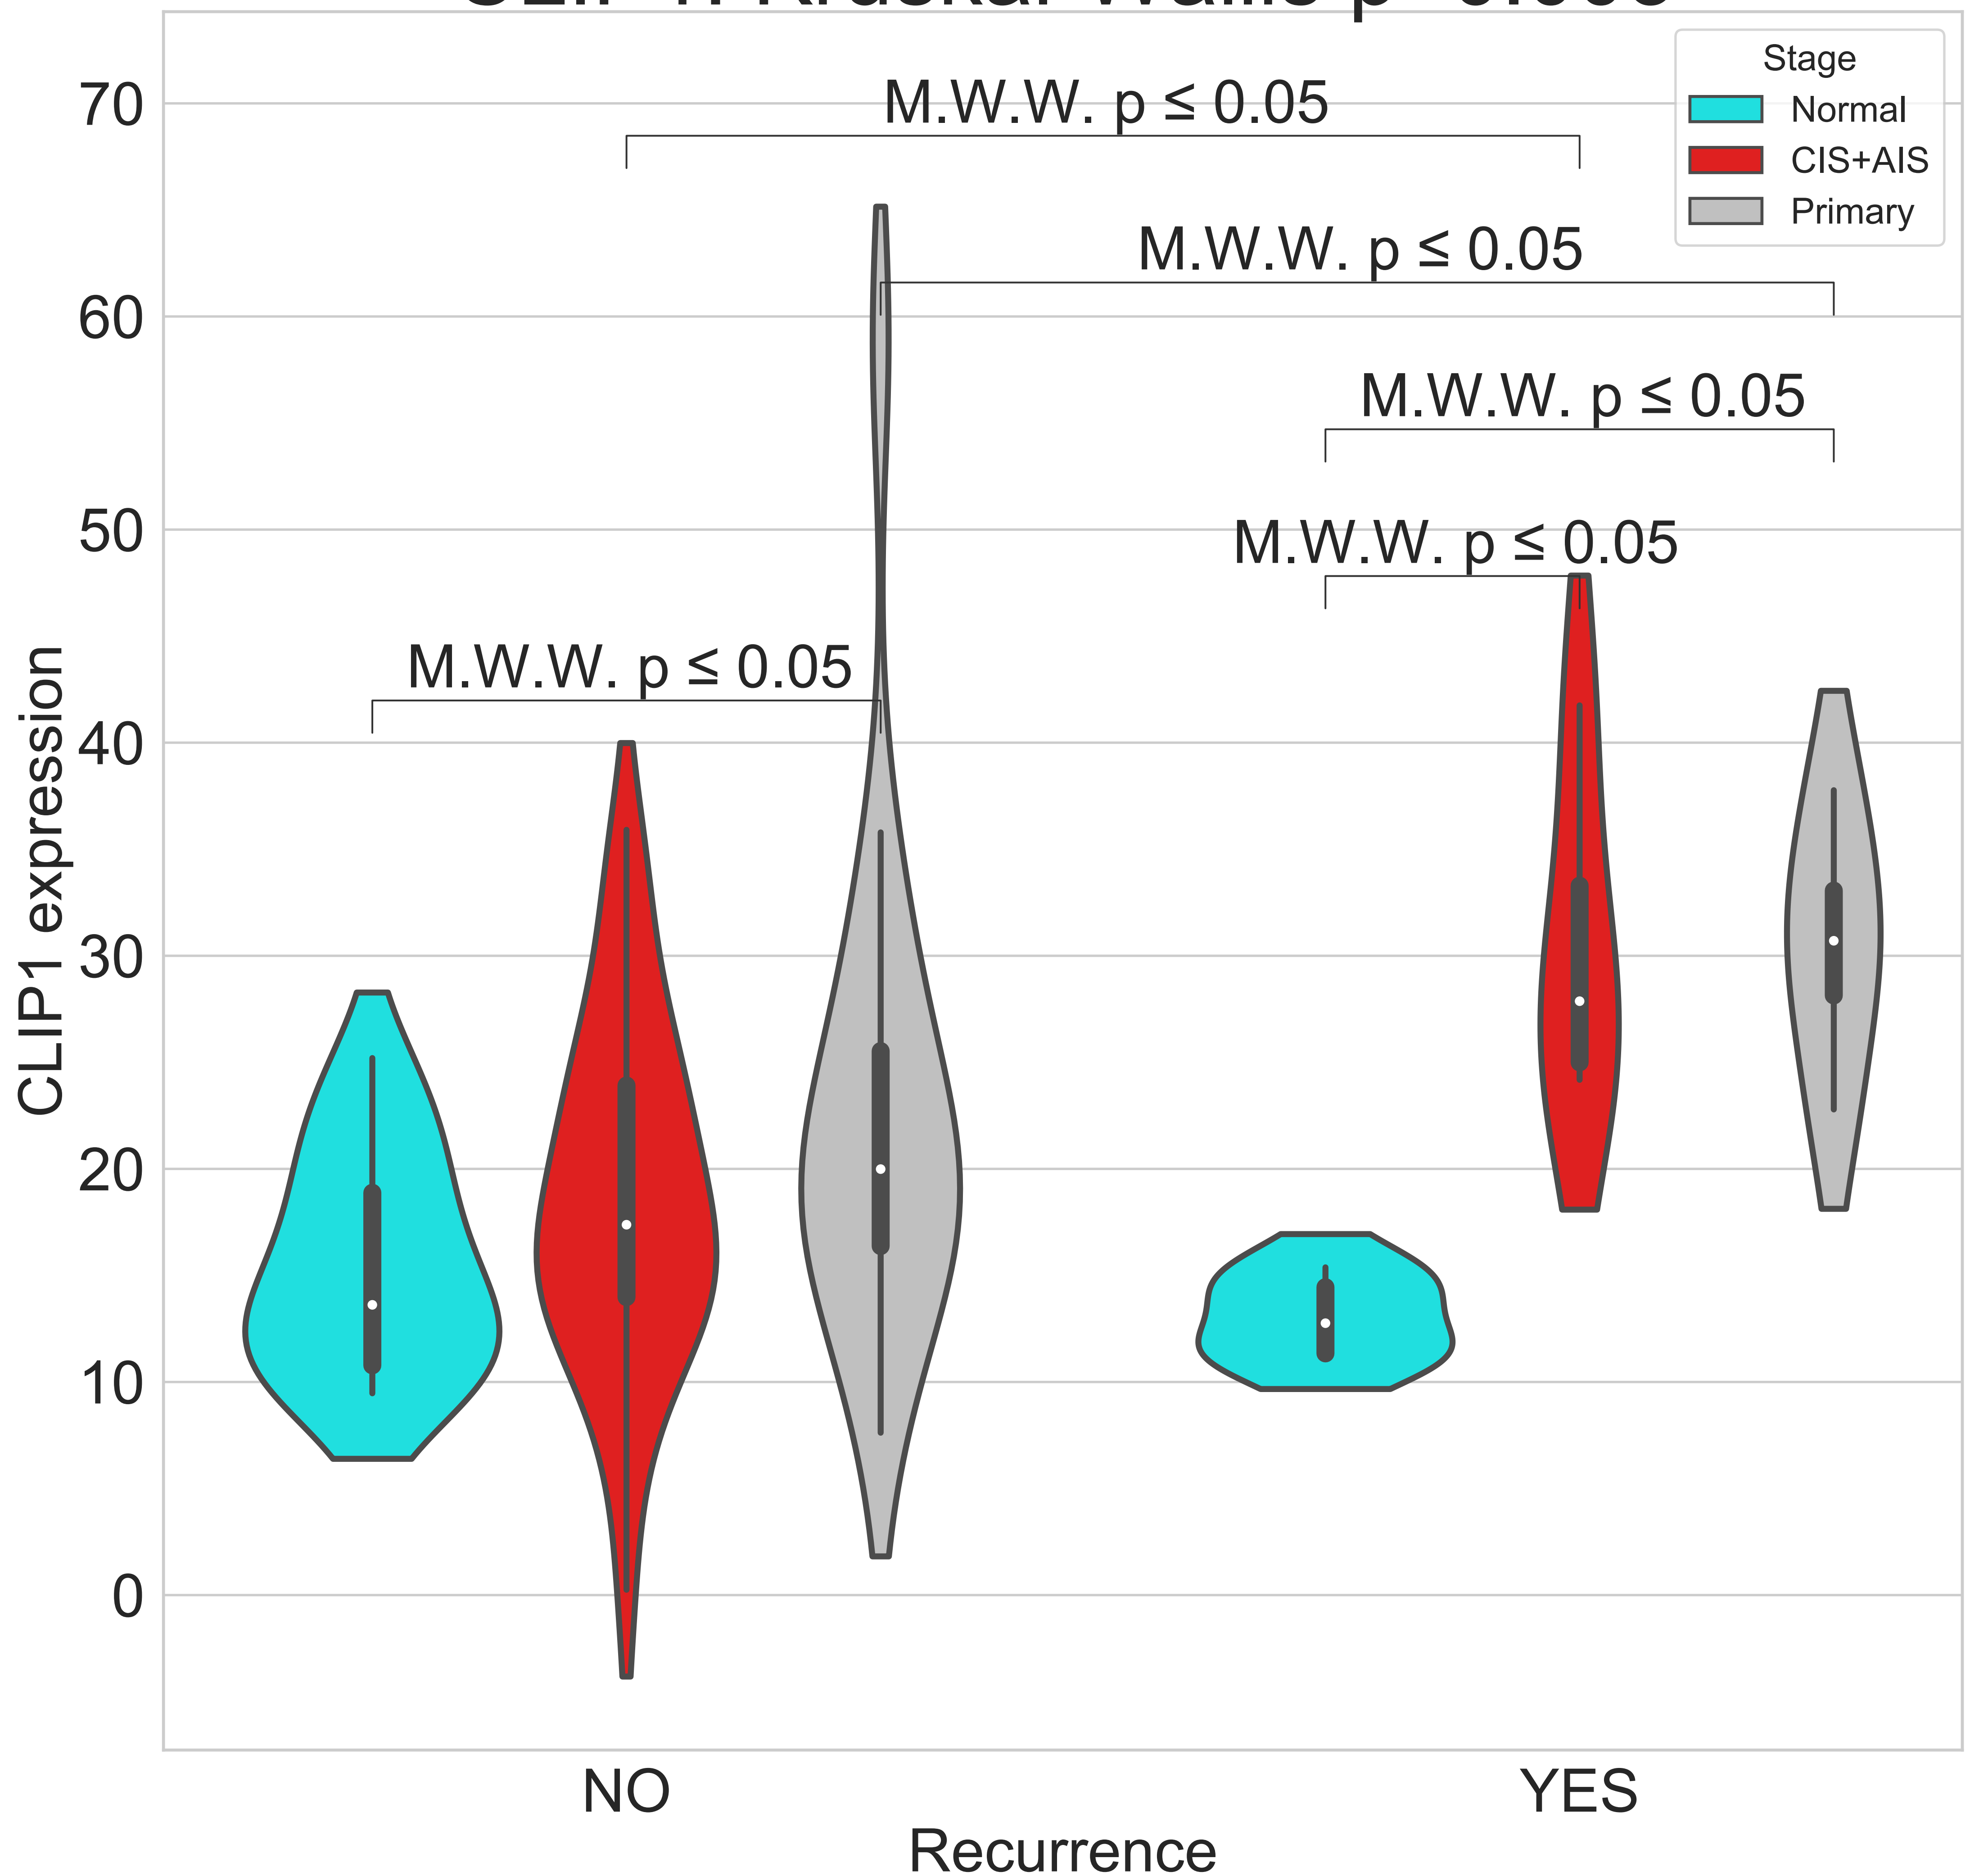 Stage
Normal
CIS+AIS
Primary
M.W.W. p ≤ 0.05
M.W.W. p ≤ 0.05
M.W.W. p ≤ 0.05
M.W.W. p ≤ 0.05
M.W.W. p ≤ 0.05
CLIP1 expression
70
60
50
40
30
20
10
0
NO
YES
Recurrence